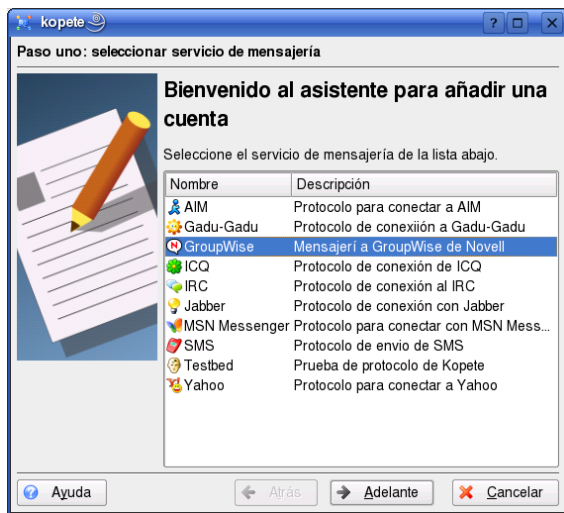 kopete
Paso uno: seleccionar servicio de mensajería
Bienvenido al asistente para añadir una
cuenta
Seleccione el servicio de mensajería de la lista abajo.
Nombre Descripción
AIM Protocolo para conectar a AIM
Gadu-Gadu Protocolo de conexiión a Gadu-Gadu
GroupWise Mensajerí a GroupWise de Novell
ICQ Protocolo de conexión de ICQ
IRC Protocolo de conexión al IRC
Jabber Protocolo de conexión con Jabber
MSN Messenger Protocolo para conectar con MSN Mess...
SMS Protocolo de envio de SMS
Testbed Prueba de protocolo de Kopete
Yahoo Protocolo para conectar a Yahoo
Ayuda Atrás Adelante Cancelar